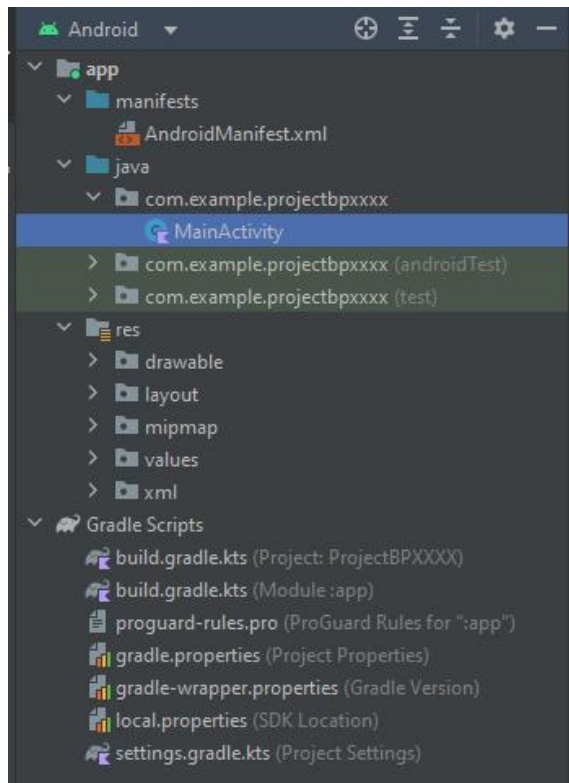 Android
app
manifests
AndroidManifest.xml
java
com.example.projectbpxxxx
MainActivity
com.example.projectbpxxxx (androidTest)
com.example.projectbpxxxx (test)
res
drawable
layout
mipmap
values
xml
Gradle Scripts
build.gradle.kts (Project: ProjectBPXXXX)
build.gradle.kts (Module :app)
proguard-rules.pro (ProGuard Rules for ":app")
gradle.properties (Project Properties)
gradle-wrapper.properties (Gradle Version)
local.properties (SDK Location)
settings.gradle.kts (Project Settings)